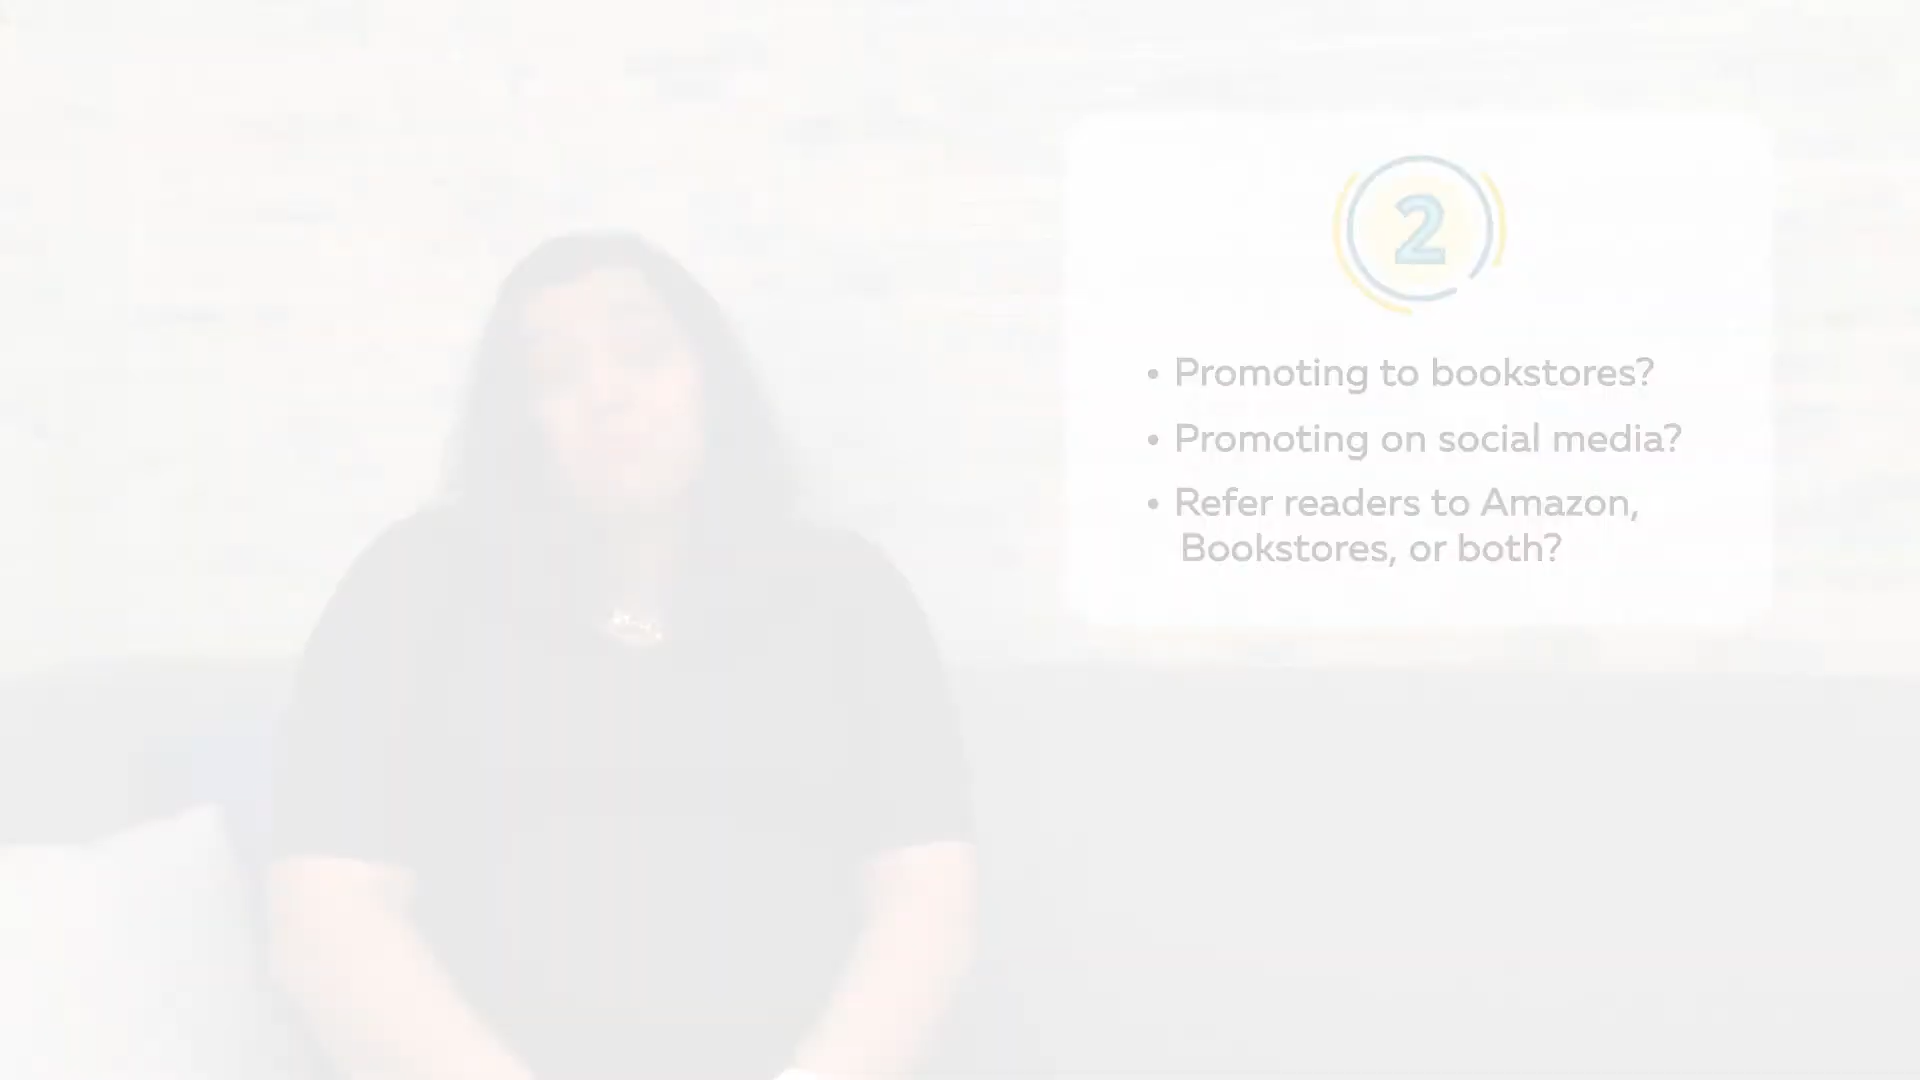 2
• Promoting to bookstores?
• Promoting on social media?
• Refer readers to Amazon,
Bookstores, or both?